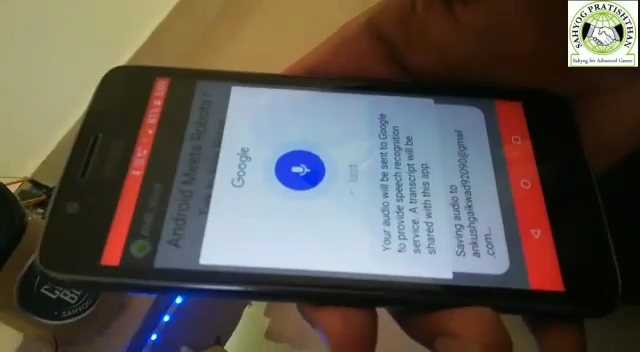 SAHYOG PRATISHTHAN
Sahyog for Advanced Career
Android Meets Robots
Google
Your audio will be sent to Google
to provide speech recognition
service. A transcript will be
shared with this app.
Saving audio to
ankushgaikwad92090@gmail
.com..